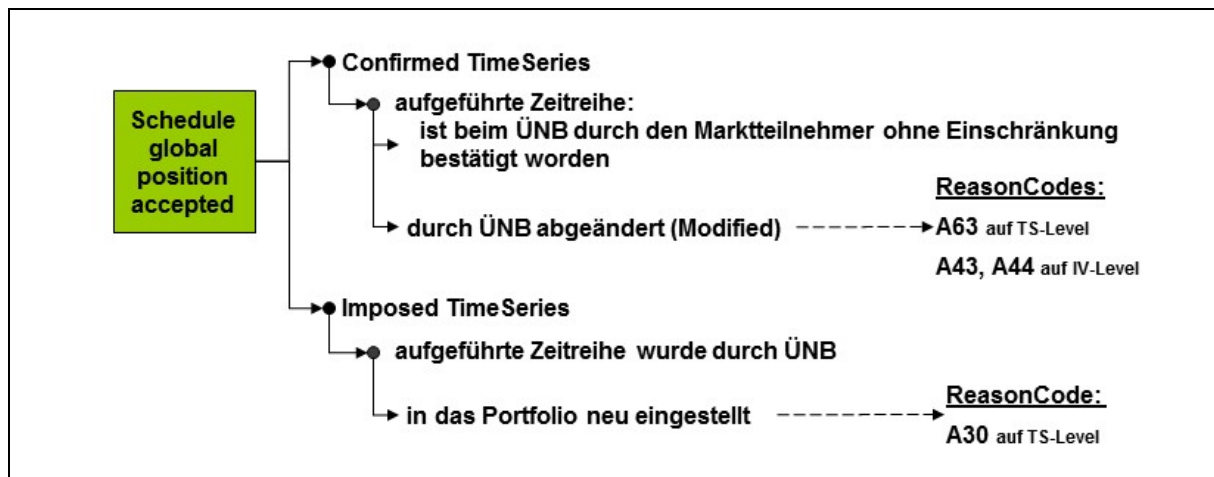 Schedule
global
position
accepted
Confirmed TimeSeries
aufgeführte Zeitreihe:
ist beim ÜNB durch den Marktteilnehmer ohne Einschränkung
bestätigt worden
durch ÜNB abgeändert (Modified)
ReasonCodes:
A63 auf TS-Level
A43, A44 auf IV-Level
Imposed TimeSeries
aufgeführte Zeitreihe wurde durch ÜNB
in das Portfolio neu eingestellt
ReasonCode:
A30 auf TS-Level